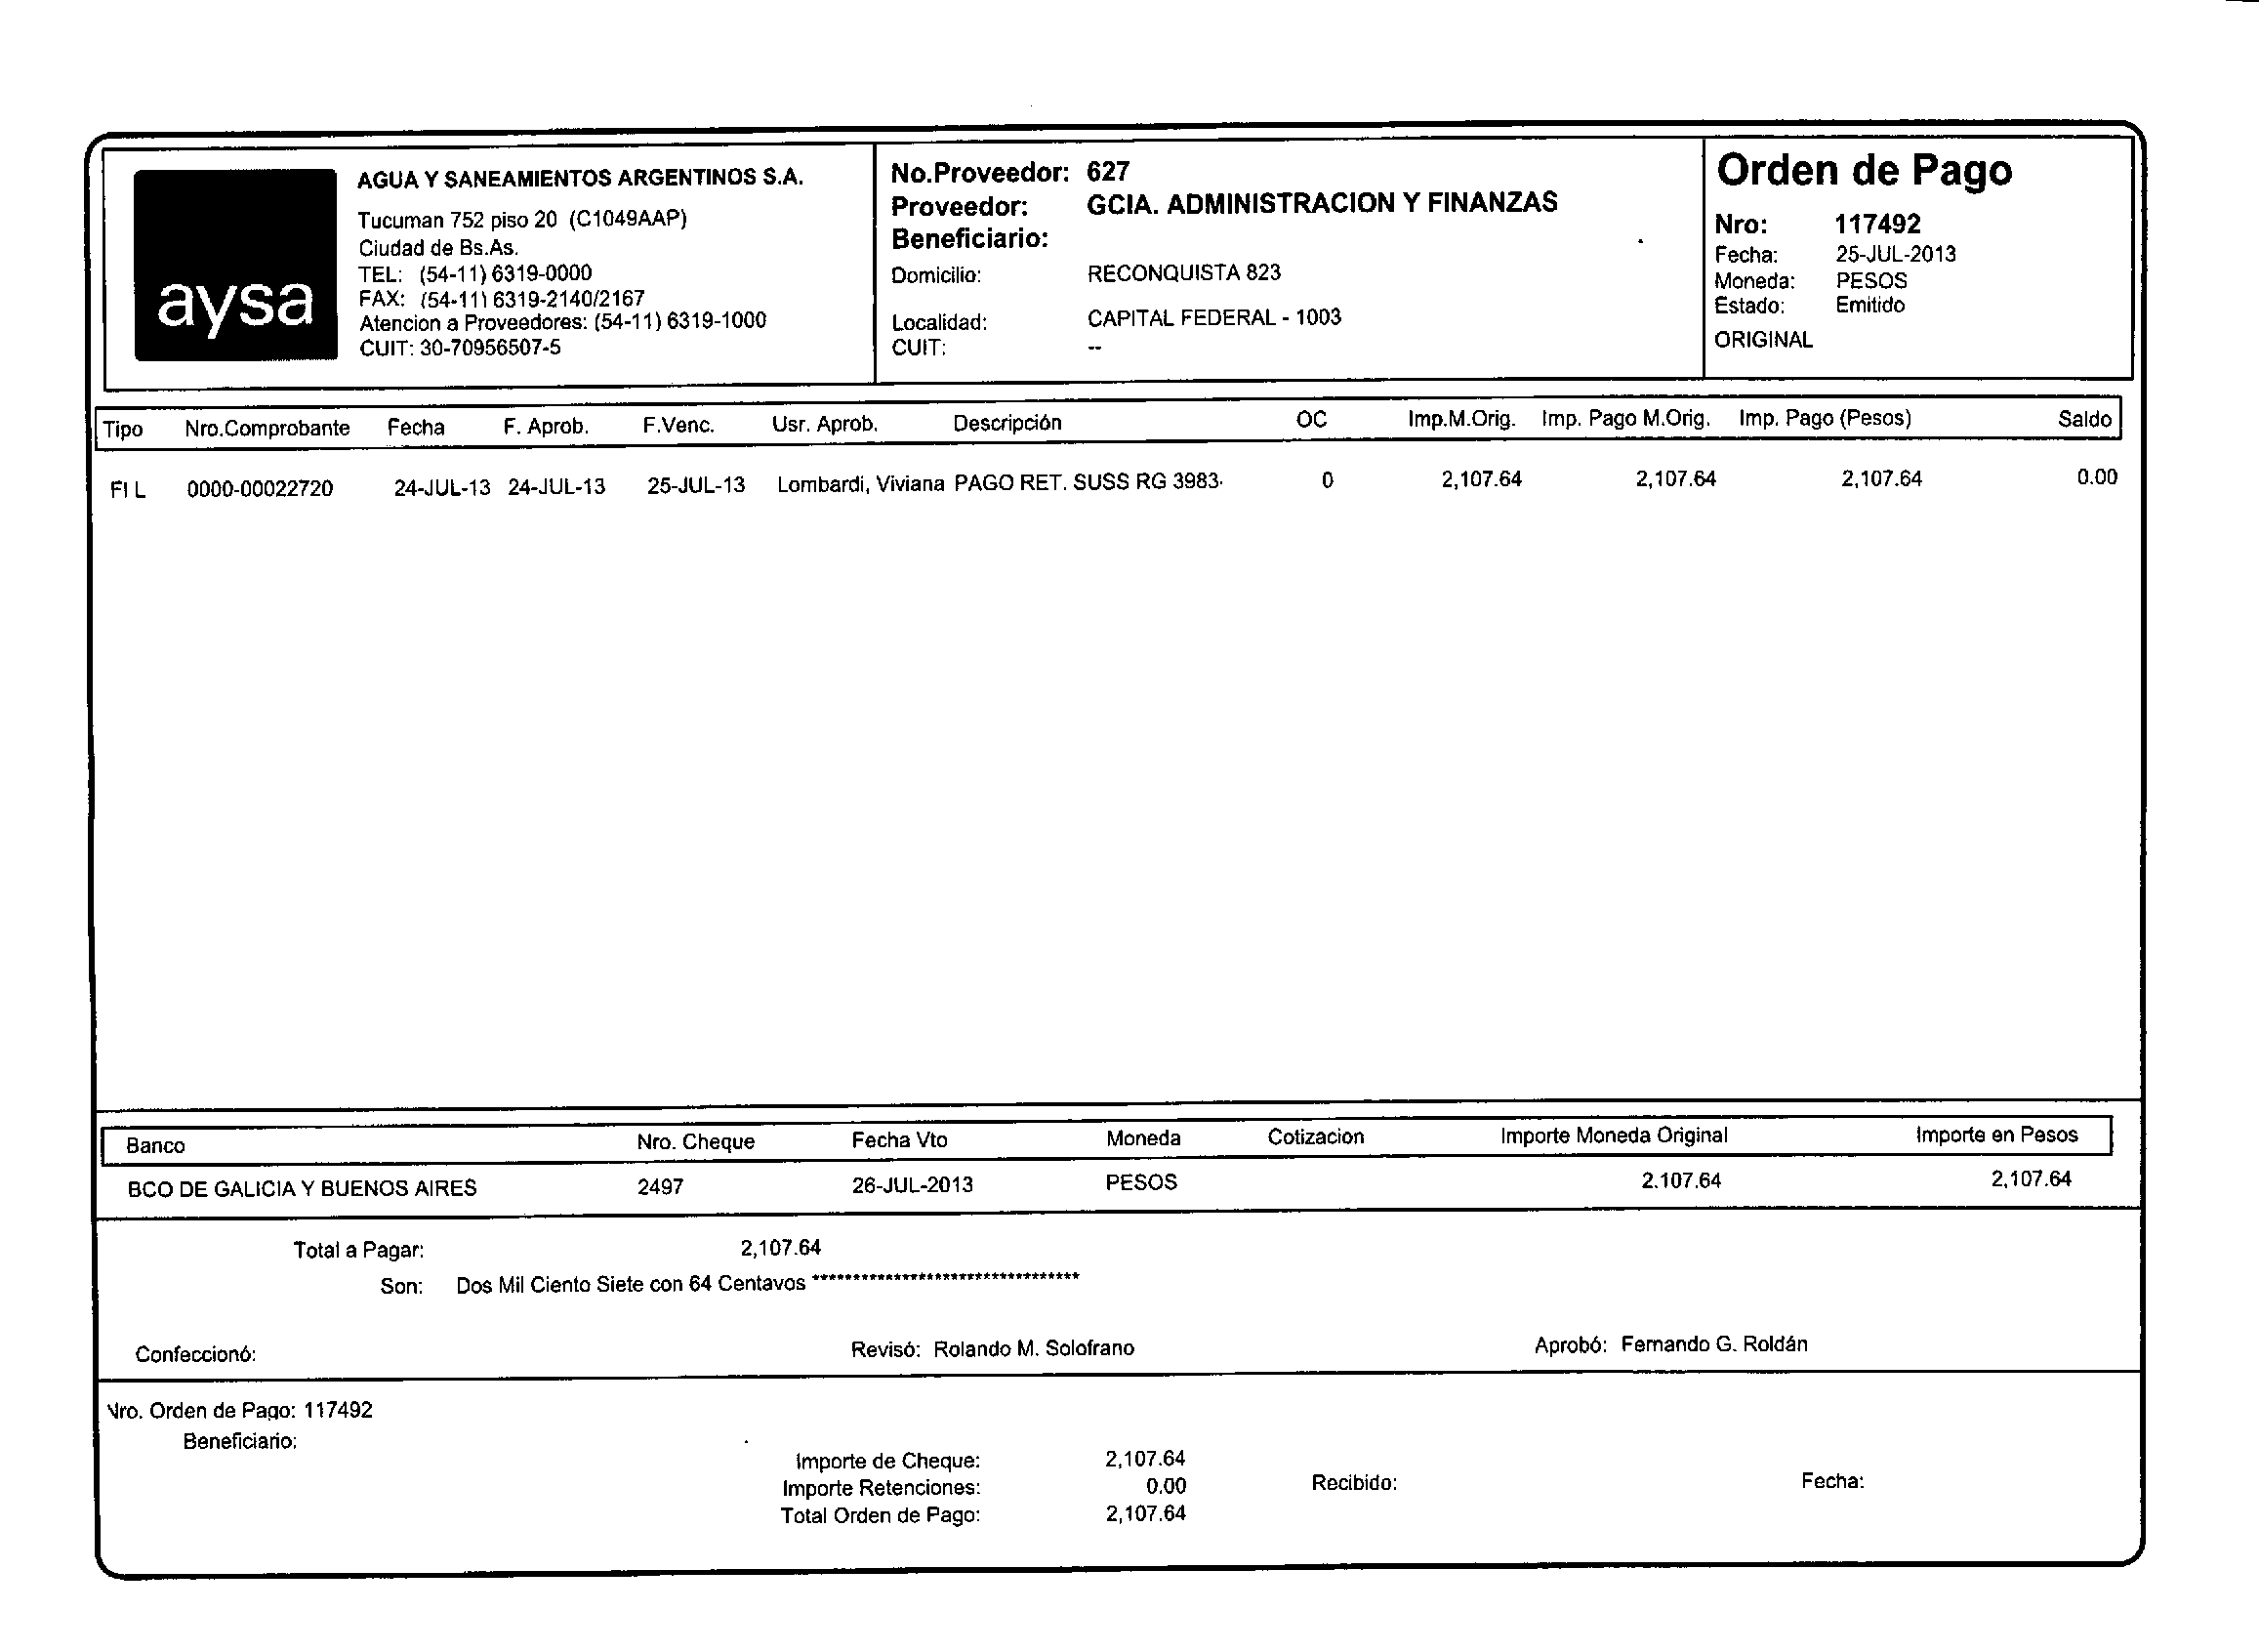 aysa
AGUA Y SANEAMIENTOS ARGENTINOS S.A.
Tucuman 752 piso 20 (C1049AAP)
Ciudad de Bs.As.
TEL: (54-11) 6319-0000
FAX: (54-11) 6319-2140/2167
Atencion a Proveedores: (54-11) 6319-1000
CUIT: 30-70956507-5
No.Proveedor: 627
Proveedor: GCIA. ADMINISTRACION Y FINANZAS
Beneficiario:
Domicilio: RECONQUISTA 823
Localidad: CAPITAL FEDERAL - 1003
CUIT: --
Orden de Pago
Nro: 117492
Fecha: 25-JUL-2013
Moneda: PESOS
Estado: Emitido
ORIGINAL
Tipo Nro.Comprobante Fecha F. Aprob. F.Venc. Usr. Aprob. Descripción OC Imp.M.Orig. Imp. Pago M.Orig. Imp. Pago (Pesos) Saldo
FI L 0000-00022720 24-JUL-13 24-JUL-13 25-JUL-13 Lombardi, Viviana PAGO RET. SUSS RG 3983- 0 2,107.64 2,107.64 2,107.64 0.00
Banco Nro. Cheque Fecha Vto Moneda Cotizacion Importe Moneda Original Importe en Pesos
BCO DE GALICIA Y BUENOS AIRES 2497 26-JUL-2013 PESOS 2.107.64 2,107.64
Total a Pagar: 2,107.64
Son: Dos Mil Ciento Siete con 64 Centavos *********************************
Confeccionó: Revisó: Rolando M. Solofrano Aprobó: Fernando G. Roldán
Nro. Orden de Pago: 117492
Beneficiario:
Importe de Cheque: 2,107.64
Importe Retenciones: 0.00 Recibido: Fecha:
Total Orden de Pago: 2,107.64